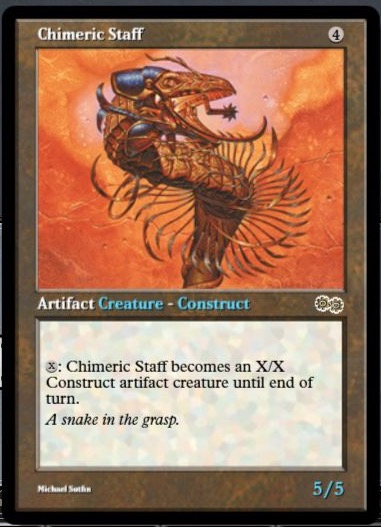 Chimeric Staff 4
Artifact Creature - Construct
X: Chimeric Staff becomes an X/X
Construct artifact creature until end of
turn.
A snake in the grasp.
Michael Sutfin 5/5